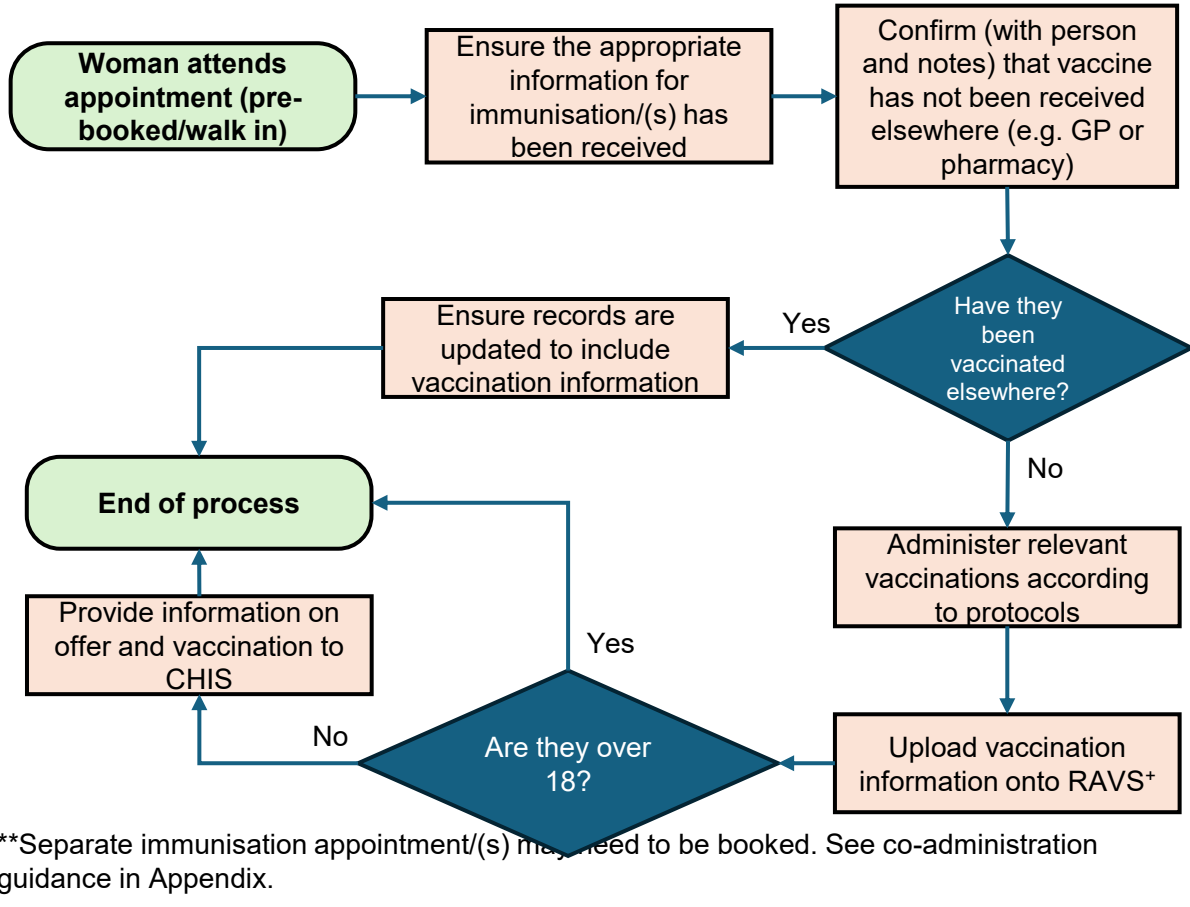 Woman attends
appointment (pre-
booked/walk in)
Ensure the appropriate
information for
immunisation/(s) has
been received
Confirm (with person
and notes) that vaccine
has not been received
elsewhere (e.g. GP or
pharmacy)
Have they
been
vaccinated
elsewhere?
Yes
Ensure records are
updated to include
vaccination information
No
Administer relevant
vaccinations according
to protocols
Upload vaccination
information onto RAVS⁺
Are they over
18?
Yes
No
Provide information on
offer and vaccination to
CHIS
End of process
**Separate immunisation appointment/(s) may need to be booked. See co-administration
guidance in Appendix.